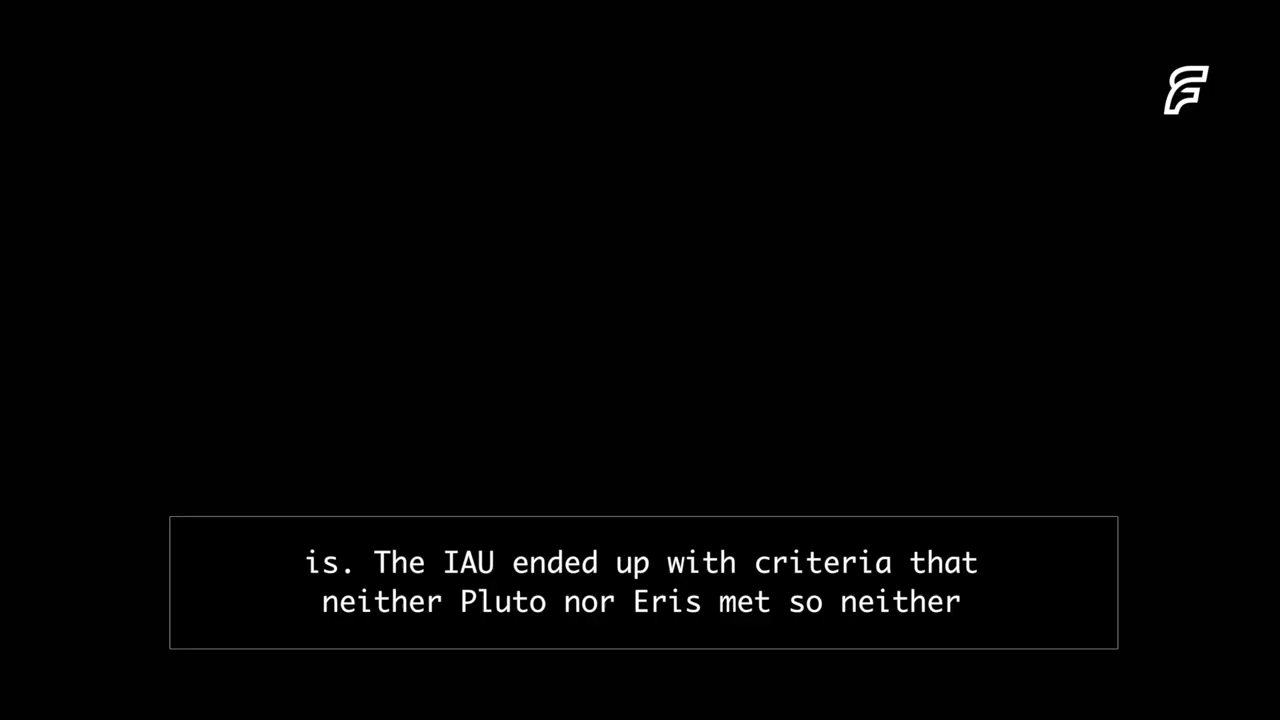 is. The IAU ended up with criteria that
neither Pluto nor Eris met so neither